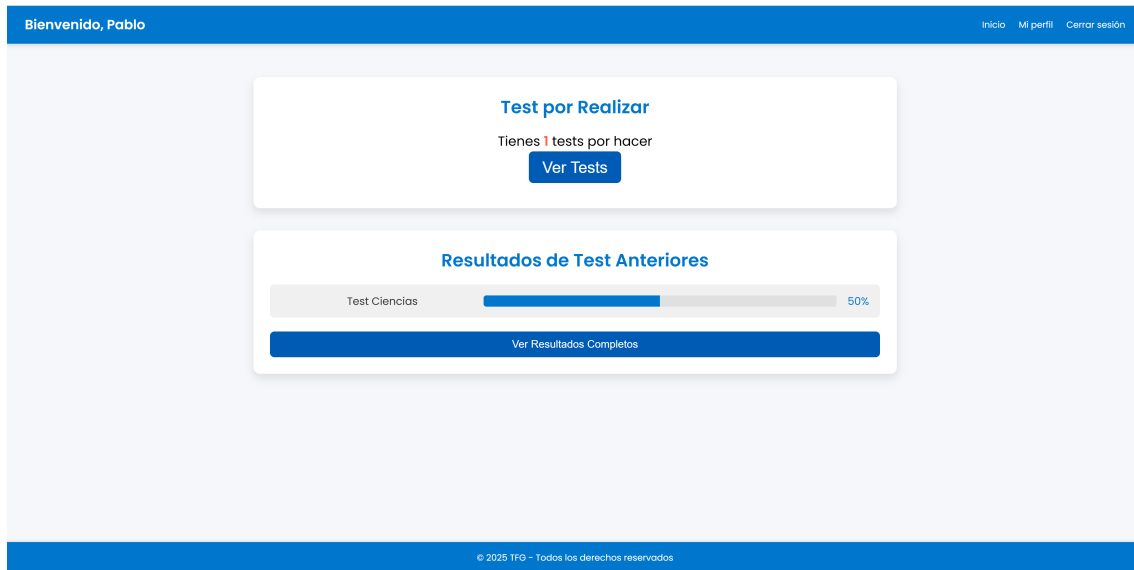 Bienvenido, Pablo
Inicio Mi perfil Cerrar sesión
Test por Realizar
Tienes 1 tests por hacer
Ver Tests
Resultados de Test Anteriores
Test Ciencias 50%
Ver Resultados Completos
© 2025 TFG - Todos los derechos reservados